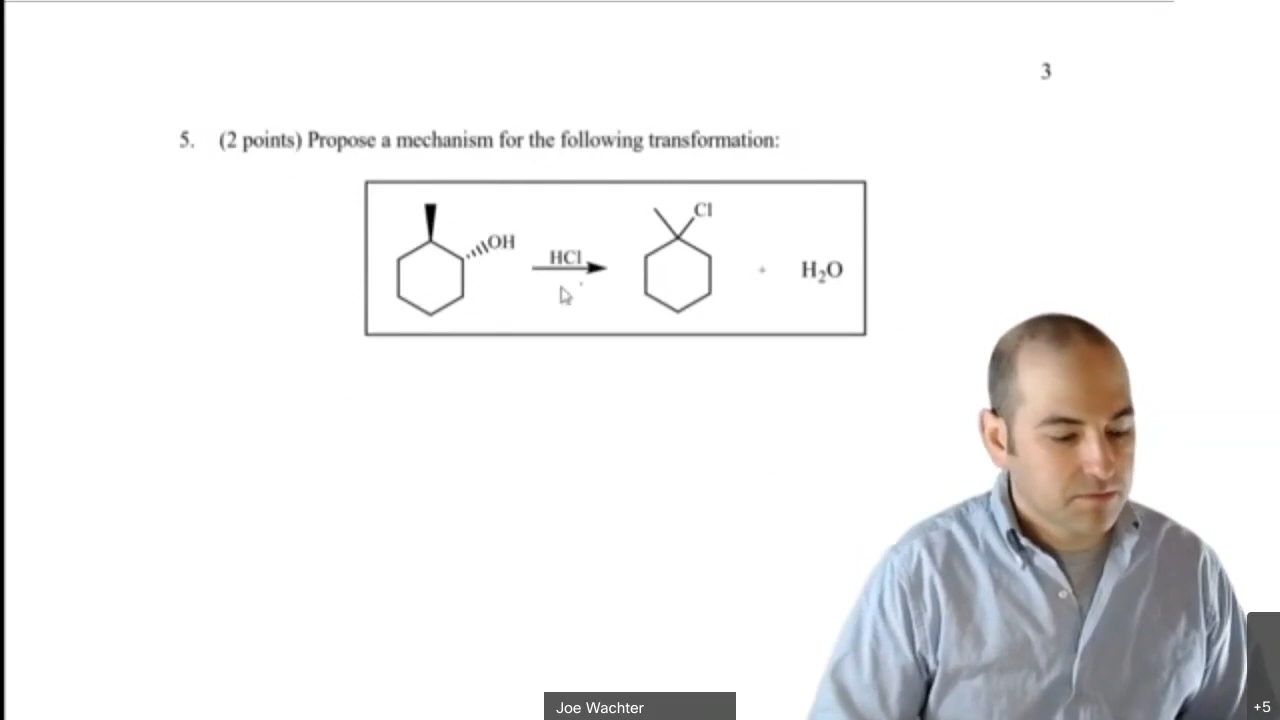 3
5. (2 points) Propose a mechanism for the following transformation:
OH
HCl
Cl
+ H₂O
Joe Wachter
+5